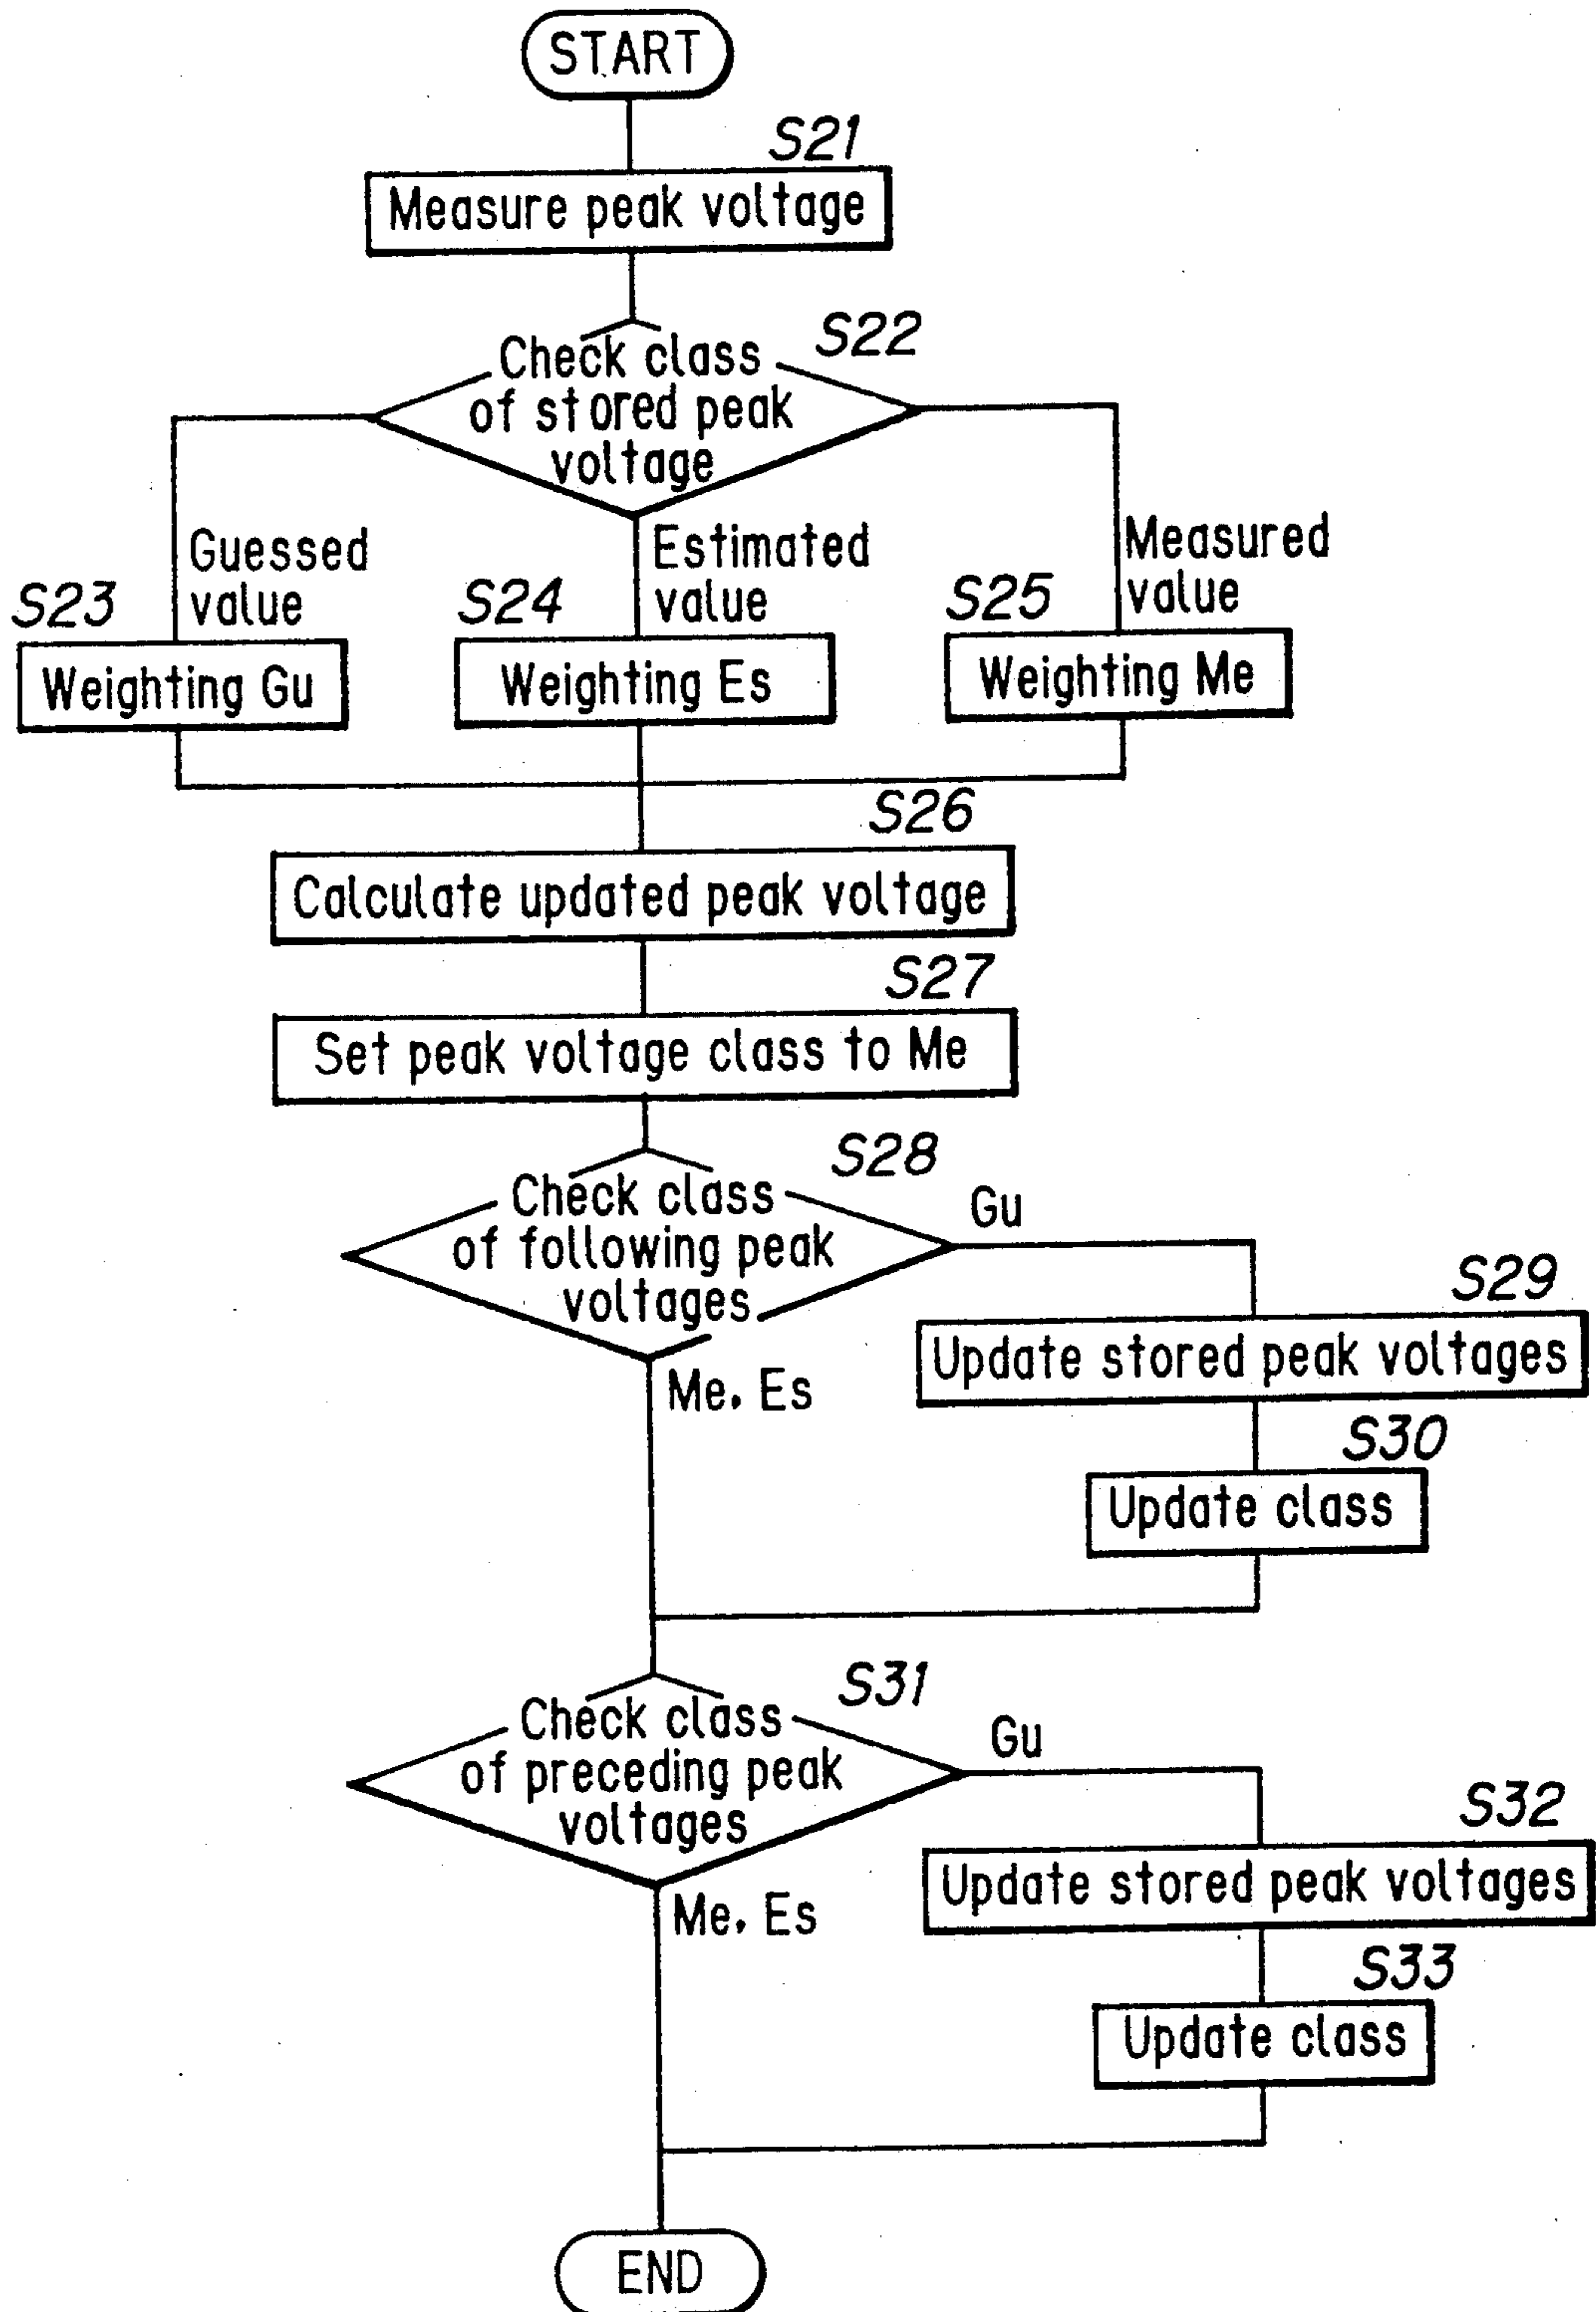 START
S21
Measure peak voltage
S22
Check class
of stored peak
voltage
Guessed
value
Estimated
value
Measured
value
S23
S24
S25
Weighting Gu
Weighting Es
Weighting Me
S26
Calculate updated peak voltage
S27
Set peak voltage class to Me
S28
Check class
of following peak
voltages
Gu
Me, Es
S29
Update stored peak voltages
S30
Update class
S31
Check class
of preceding peak
voltages
Gu
Me, Es
S32
Update stored peak voltages
S33
Update class
END